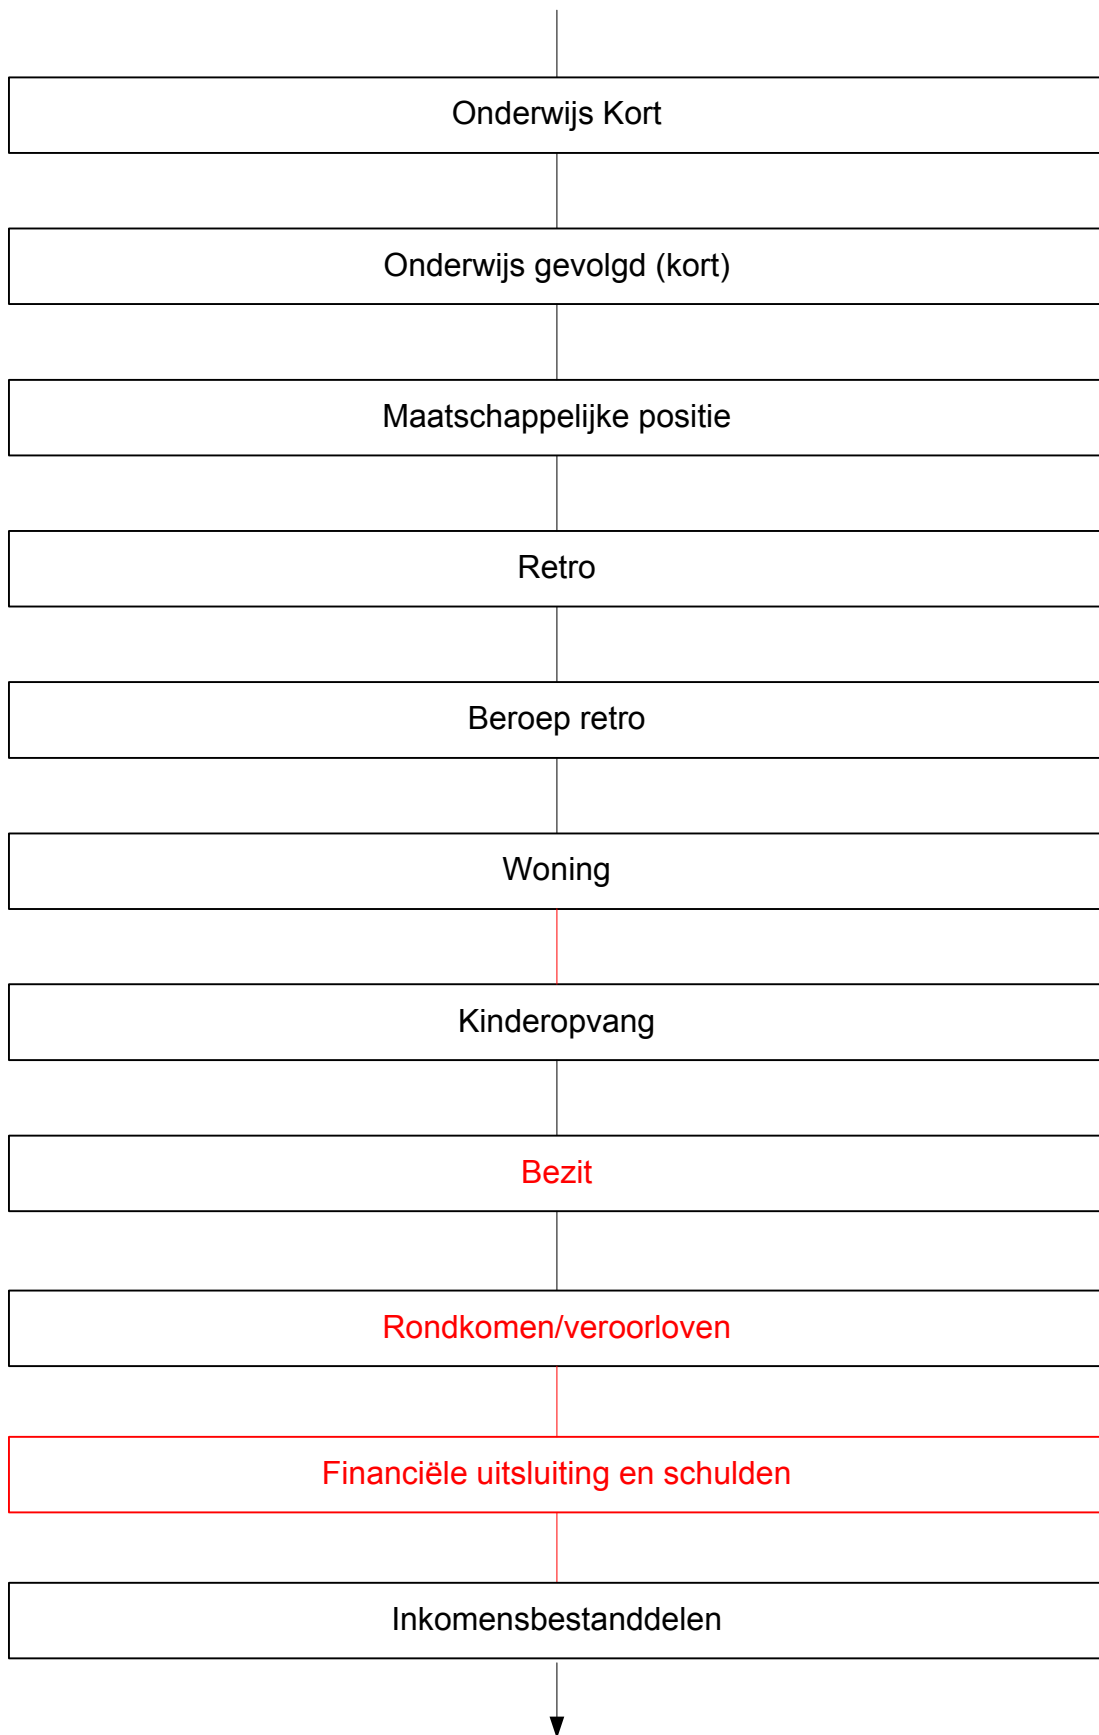 Onderwijs Kort
Onderwijs gevolgd (kort)
Maatschappelijke positie
Retro
Beroep retro
Woning
Kinderopvang
Bezit
Rondkomen/veroorloven
Financiële uitsluiting en schulden
Inkomensbestanddelen